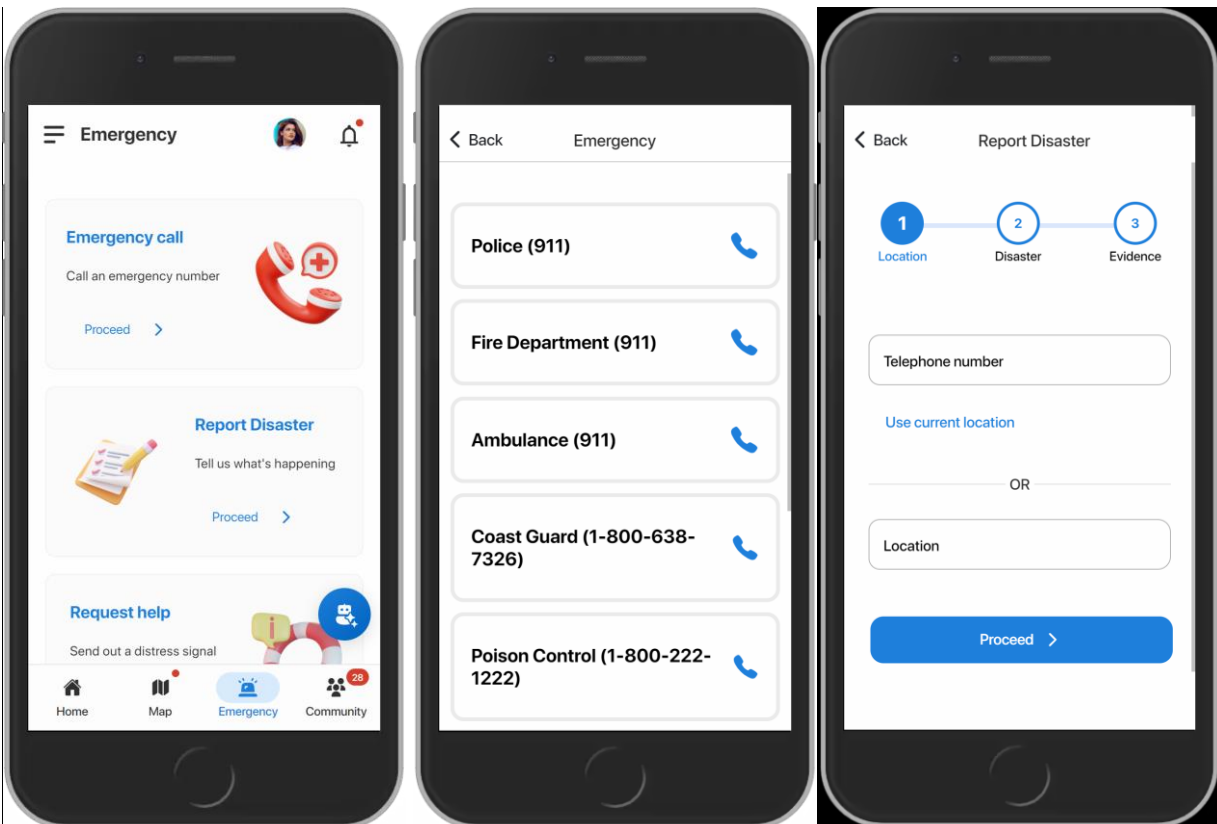 Emergency
Emergency call
Call an emergency number
Proceed
Report Disaster
Tell us what's happening
Proceed
Request help
Send out a distress signal
28
Home
Map
Emergency
Community
Back
Emergency
Police (911)
Fire Department (911)
Ambulance (911)
Coast Guard (1-800-638-
7326)
Poison Control (1-800-222-
1222)
Back
Report Disaster
1
2
3
Location
Disaster
Evidence
Telephone number
Use current location
OR
Location
Proceed